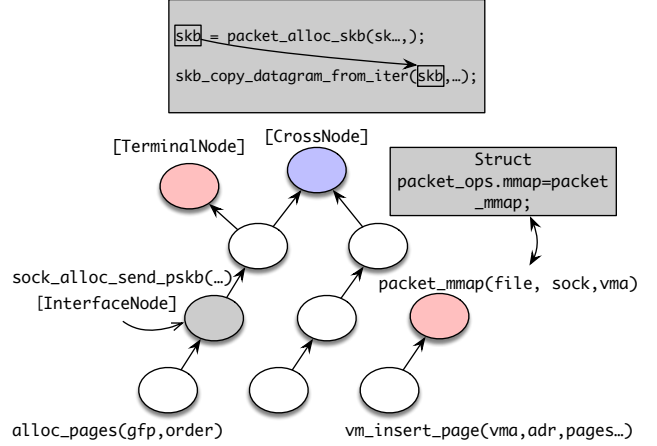 skb = packet_alloc_skb(sk…,);
skb_copy_datagram_from_iter(skb,…);
[CrossNode]
[TerminalNode]
Struct
packet_ops.mmap=packet
_mmap;
sock_alloc_send_pskb(…)
packet_mmap(file, sock,vma)
[InterfaceNode]
alloc_pages(gfp,order)
vm_insert_page(vma,adr,pages…)